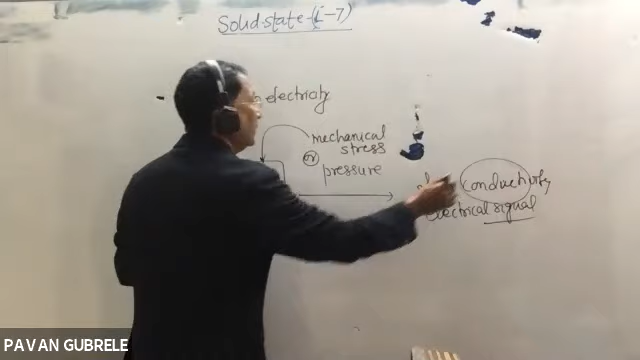 Solid state-(L-7)
electricity
mechanical
stress
or
pressure
conductivity
electrical signal
PAVAN GUBRELE